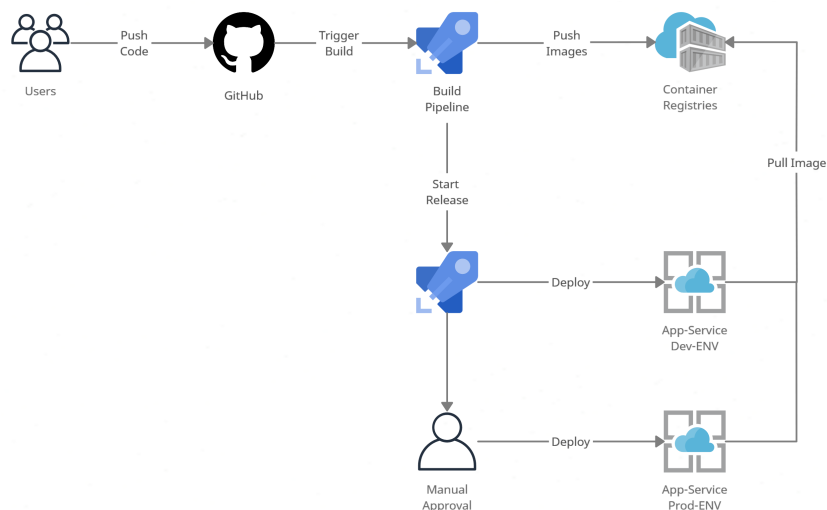 Push
Code
Trigger
Build
Push
Images
Users
GitHub
Build
Pipeline
Container
Registries
Pull Image
Start
Release
Deploy
App-Service
Dev-ENV
Deploy
Manual
Approval
App-Service
Prod-ENV